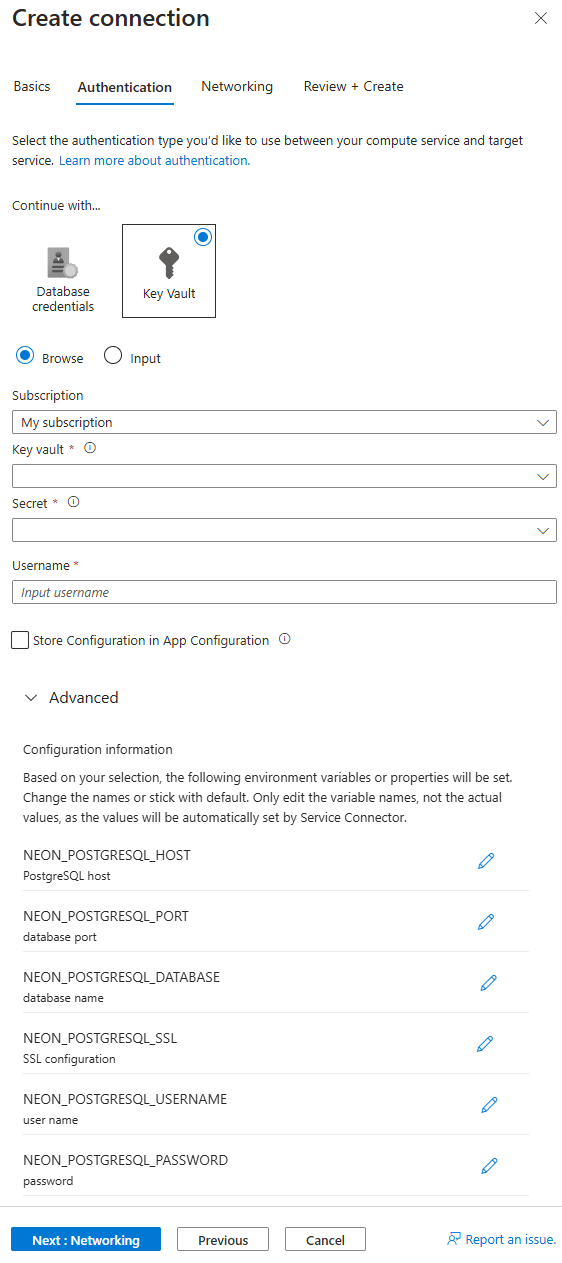 Create connection
Basics
Authentication
Networking
Review + Create
Select the authentication type you'd like to use between your compute service and target
service. Learn more about authentication.
Continue with...
Database
credentials
Key Vault
Browse
Input
Subscription
My subscription
Key vault *
Secret *
Username *
Input username
Store Configuration in App Configuration
Advanced
Configuration information
Based on your selection, the following environment variables or properties will be set.
Change the names or stick with default. Only edit the variable names, not the actual
values, as the values will be automatically set by Service Connector.
NEON_POSTGRESQL_HOST
PostgreSQL host
NEON_POSTGRESQL_PORT
database port
NEON_POSTGRESQL_DATABASE
database name
NEON_POSTGRESQL_SSL
SSL configuration
NEON_POSTGRESQL_USERNAME
user name
NEON_POSTGRESQL_PASSWORD
password
Next : Networking
Previous
Cancel
Report an issue.